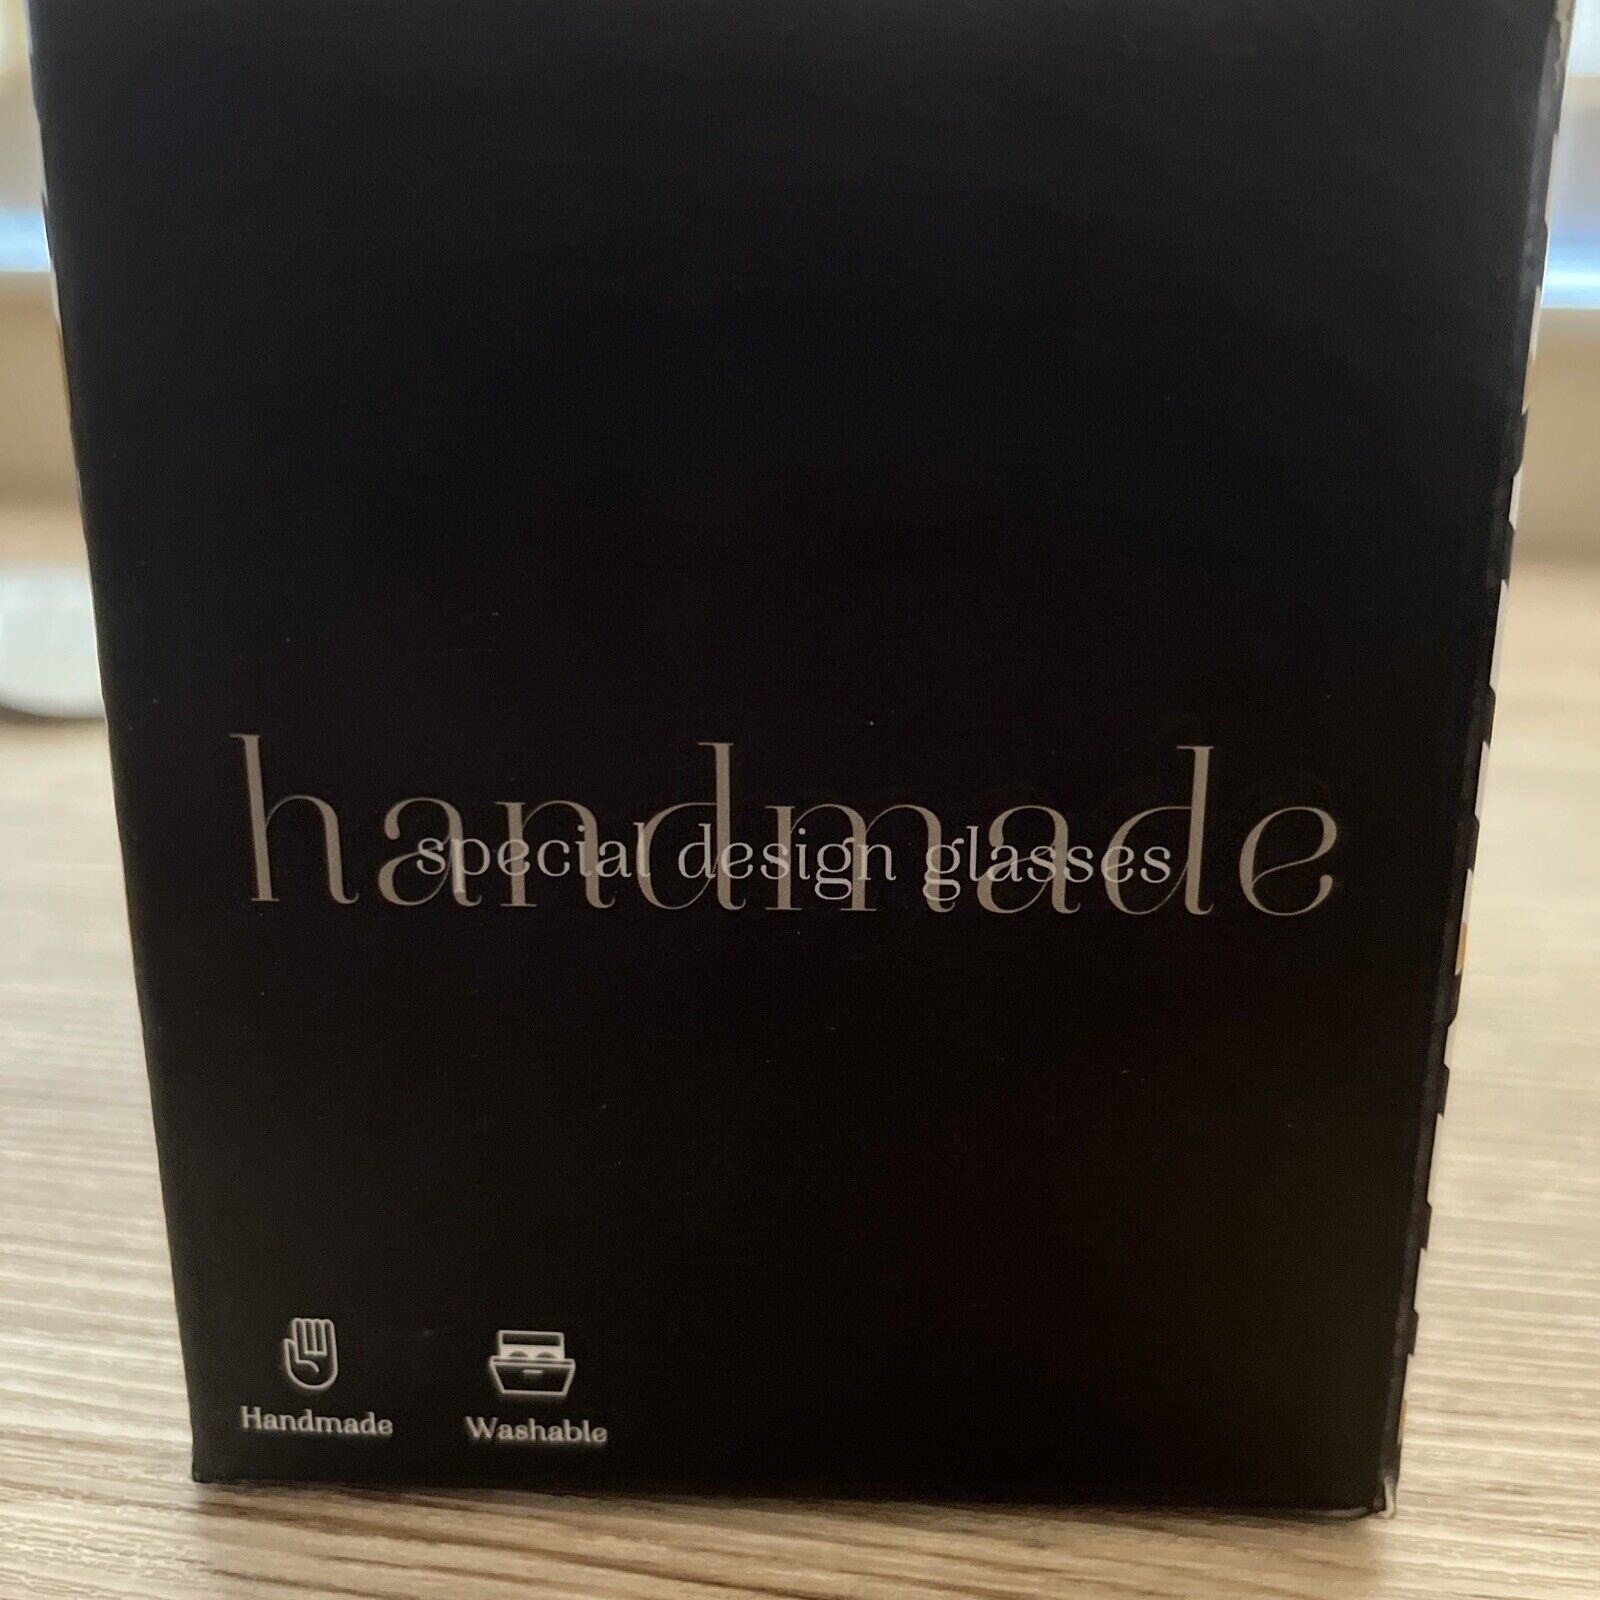 handmade
special design glasses
Handmade
Washable